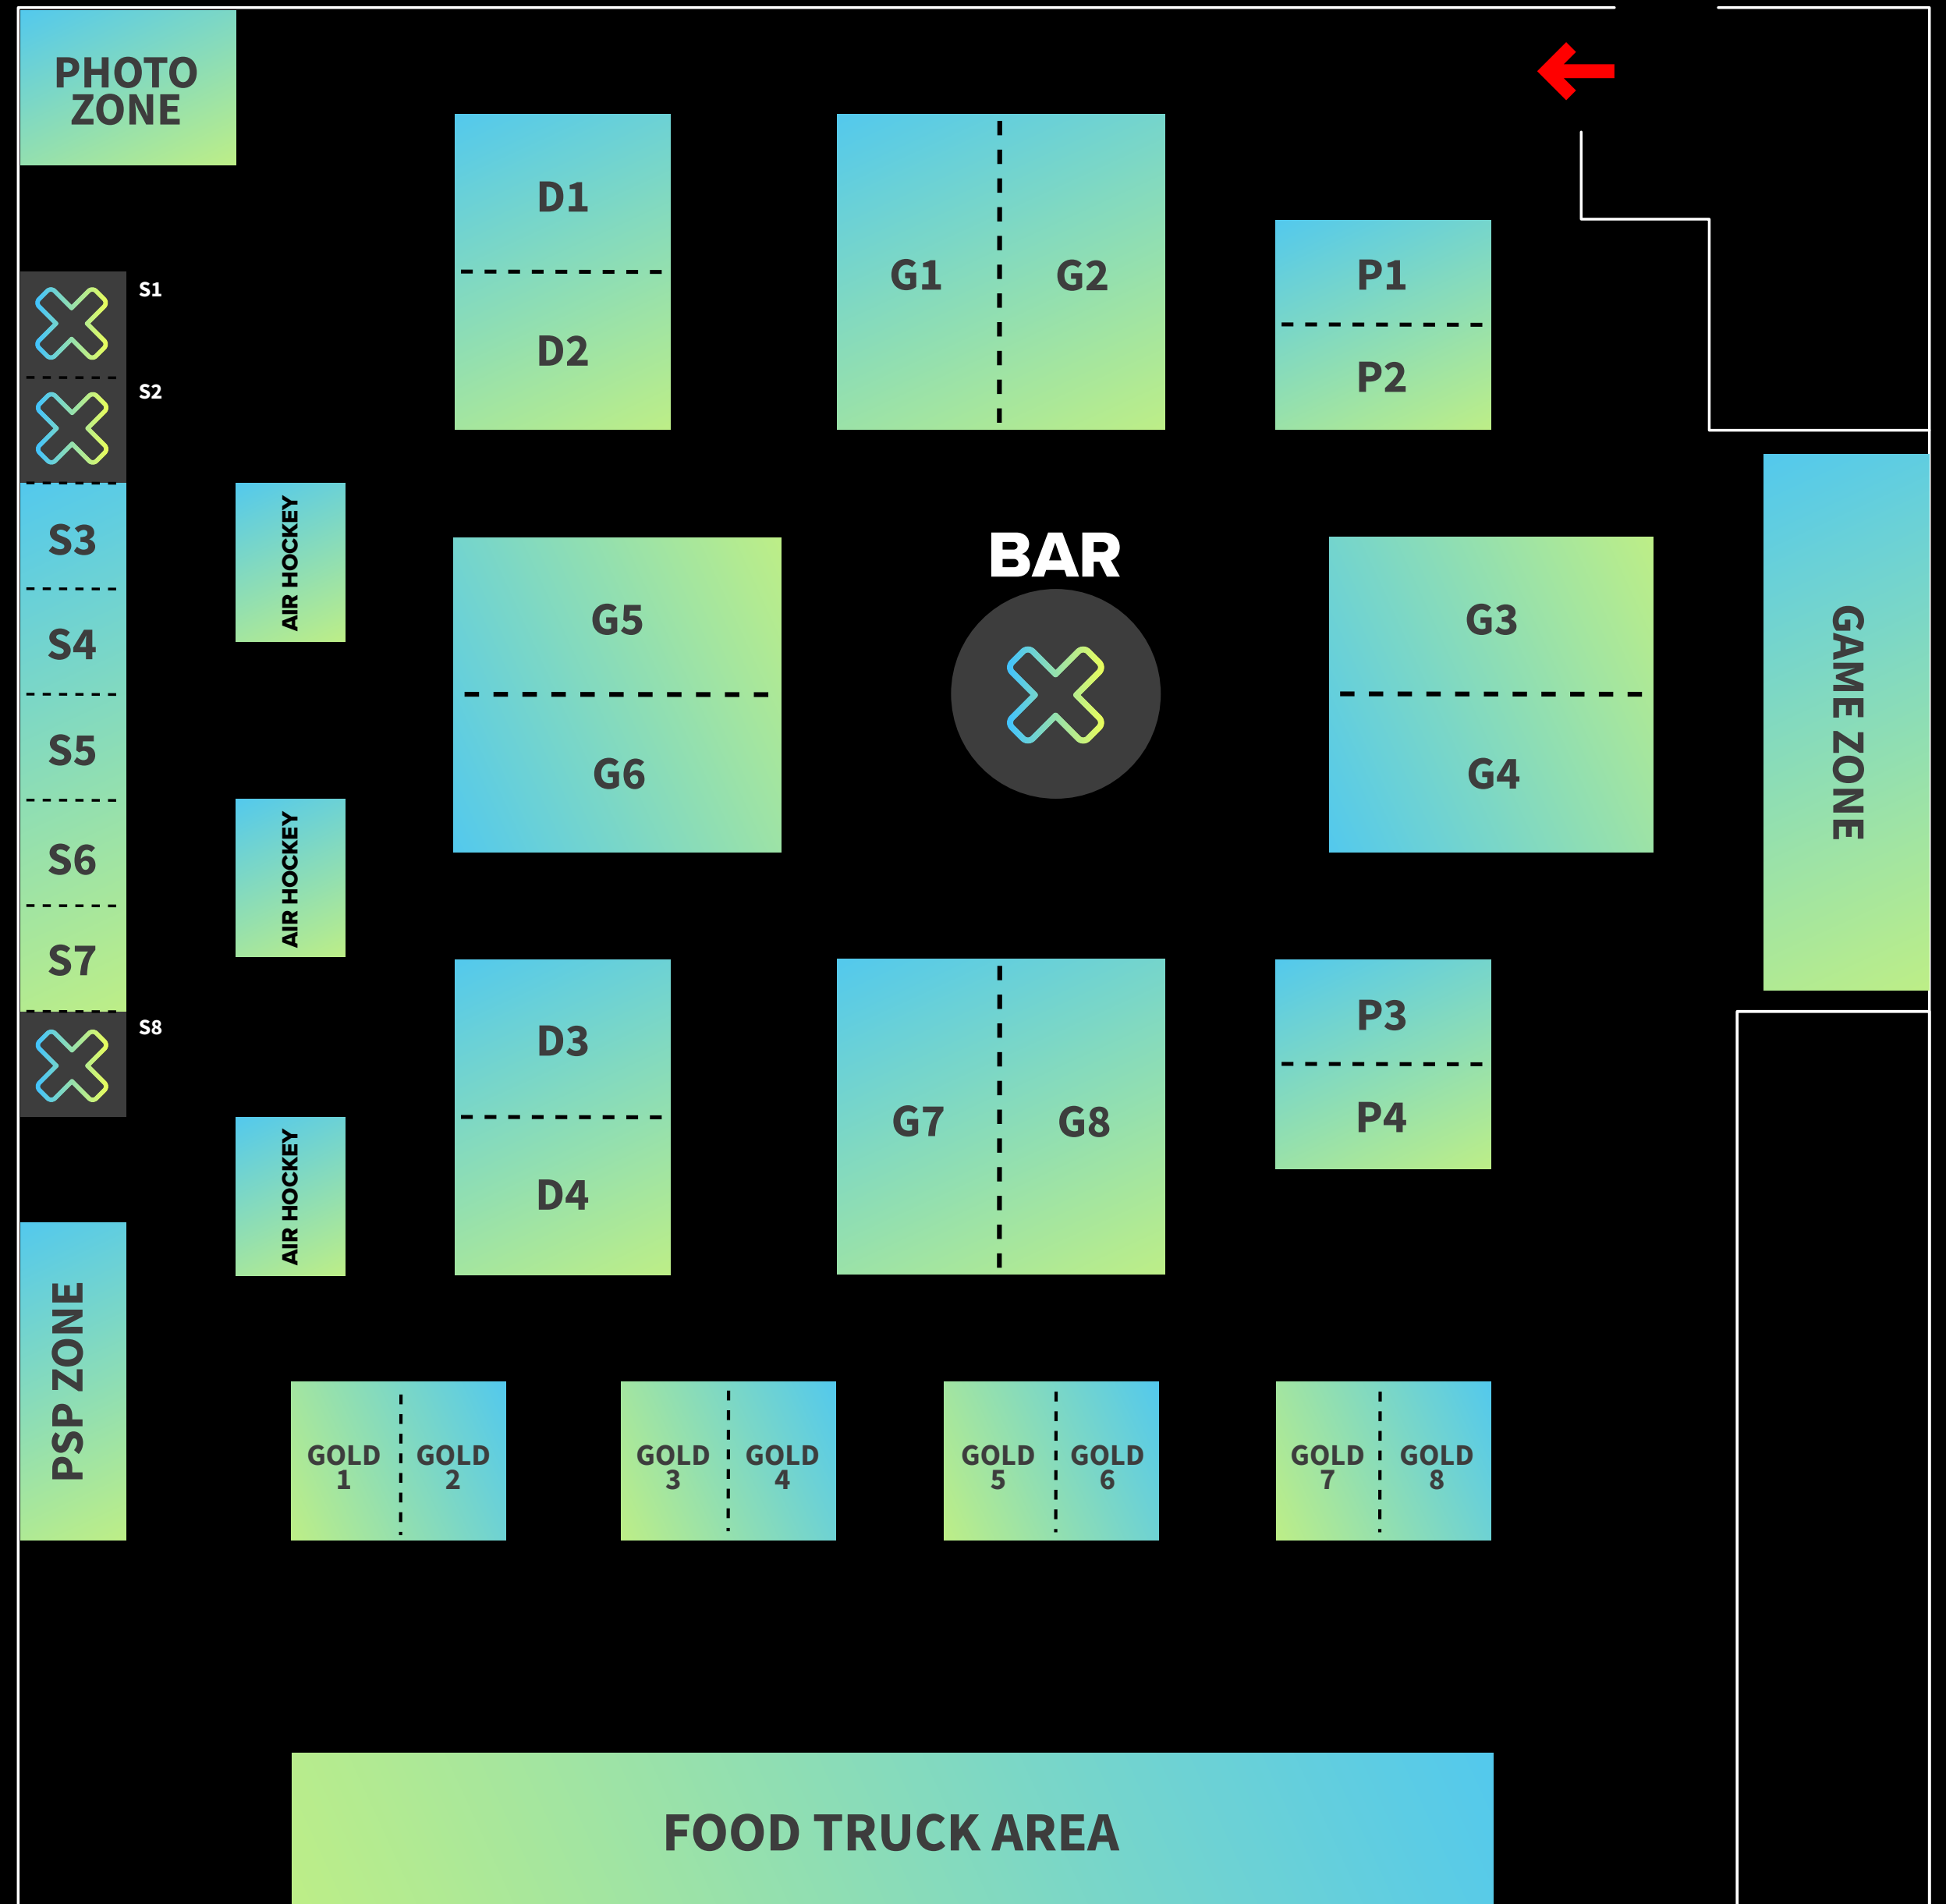 PHOTO
ZONE
D1
D2
G1
G2
P1
P2
S1
S2
S3
S4
S5
S6
S7
S8
AIR HOCKEY
AIR HOCKEY
AIR HOCKEY
G5
G6
BAR
G3
G4
GAME ZONE
D3
D4
G7
G8
P3
P4
PSP ZONE
GOLD
1
GOLD
2
GOLD
3
GOLD
4
GOLD
5
GOLD
6
GOLD
7
GOLD
8
FOOD TRUCK AREA